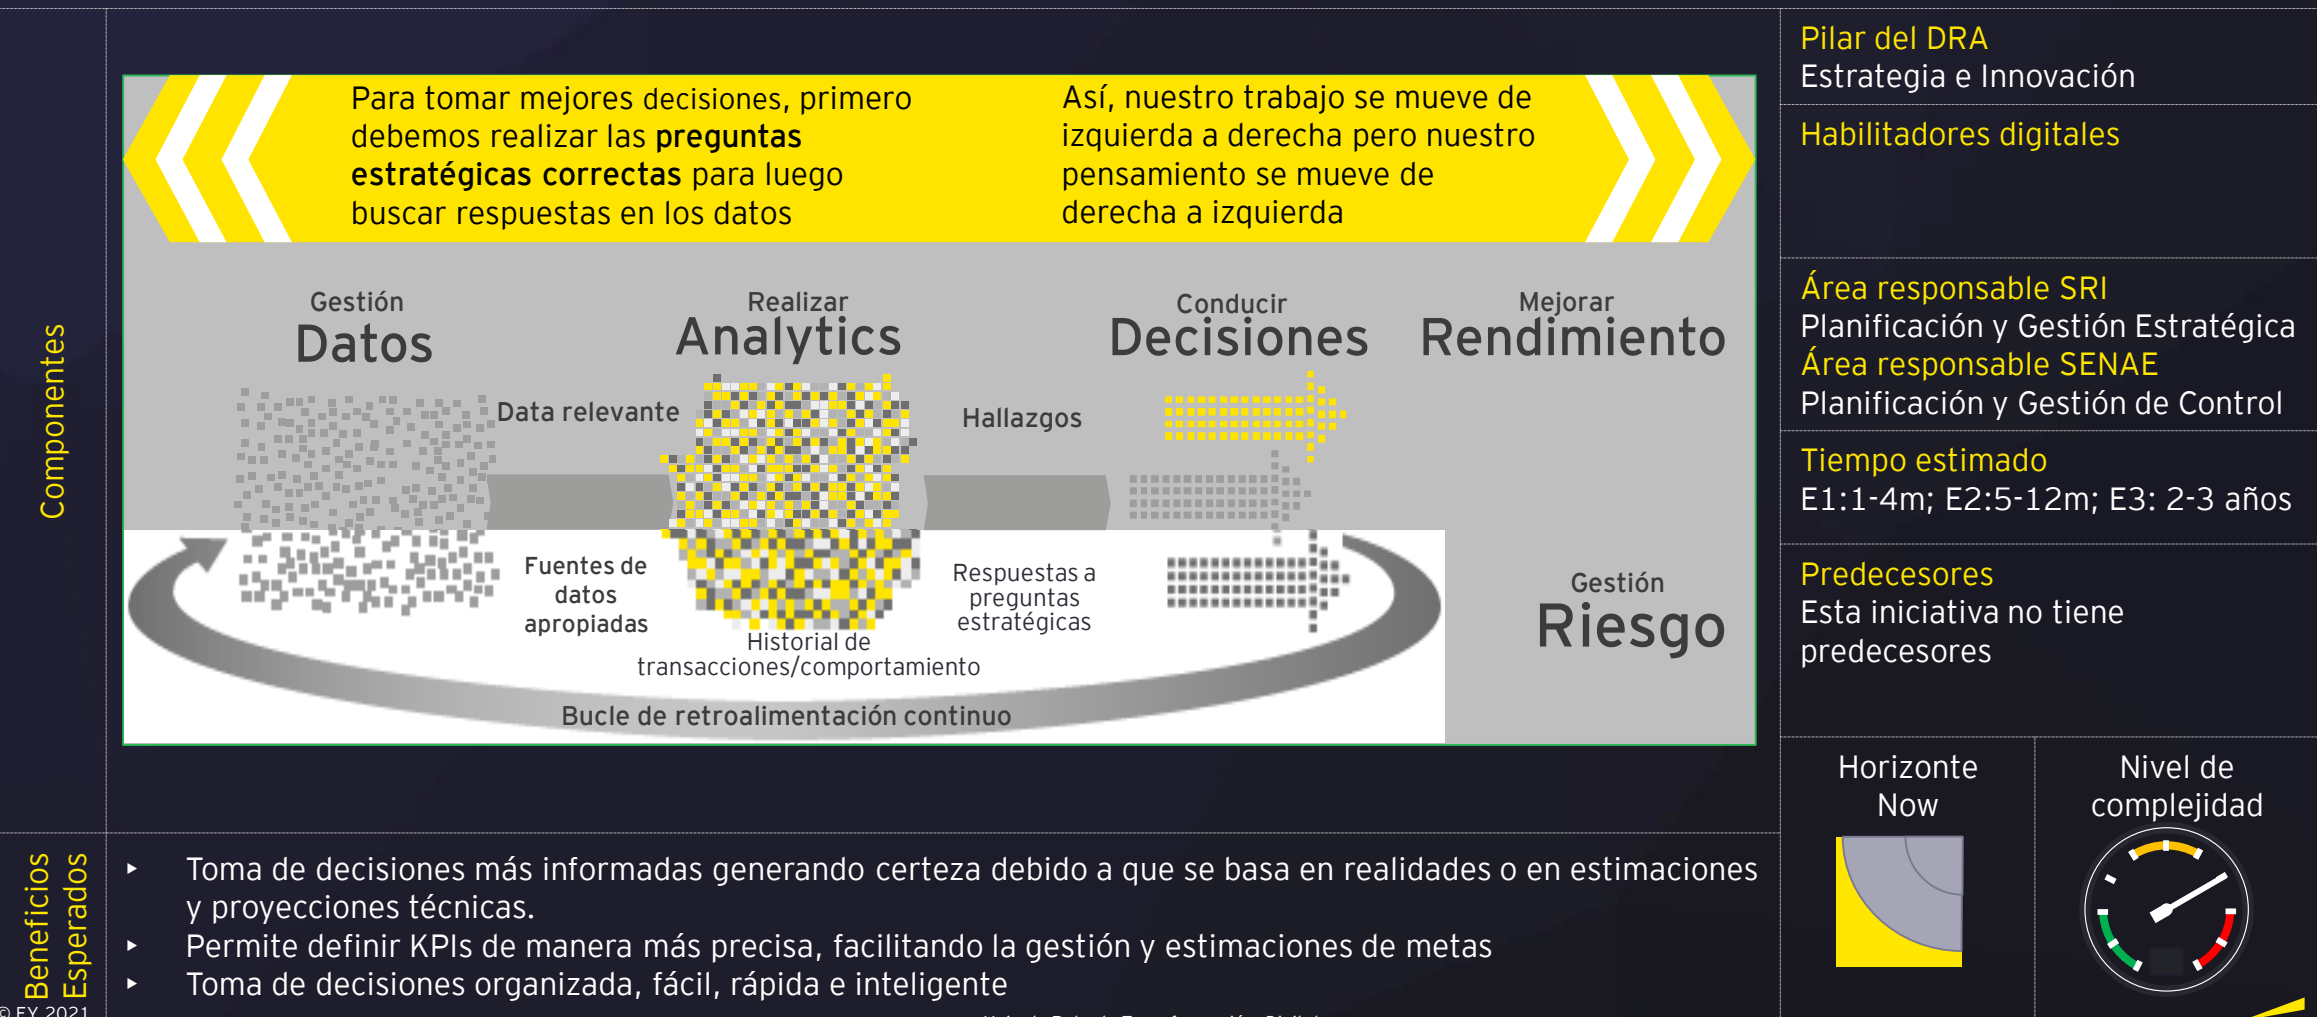 Componentes
Para tomar mejores decisiones, primero
debemos realizar las preguntas
estratégicas correctas para luego
buscar respuestas en los datos
Así, nuestro trabajo se mueve de
izquierda a derecha pero nuestro
pensamiento se mueve de
derecha a izquierda
Gestión
Datos
Realizar
Analytics
Conducir
Decisiones
Mejorar
Rendimiento
Data relevante
Hallazgos
Fuentes de
datos
apropiadas
Respuestas a
preguntas
estratégicas
Historial de
transacciones/comportamiento
Bucle de retroalimentación continuo
Gestión
Riesgo
Pilar del DRA
Estrategia e Innovación
Habilitadores digitales
Área responsable SRI
Planificación y Gestión Estratégica
Área responsable SENAE
Planificación y Gestión de Control
Tiempo estimado
E1:1-4m; E2:5-12m; E3: 2-3 años
Predecesores
Esta iniciativa no tiene
predecesores
Horizonte
Now
Nivel de
complejidad
Beneficios
Esperados
‣ Toma de decisiones más informadas generando certeza debido a que se basa en realidades o en estimaciones
y proyecciones técnicas.
‣ Permite definir KPIs de manera más precisa, facilitando la gestión y estimaciones de metas
‣ Toma de decisiones organizada, fácil, rápida e inteligente
© EY 2021